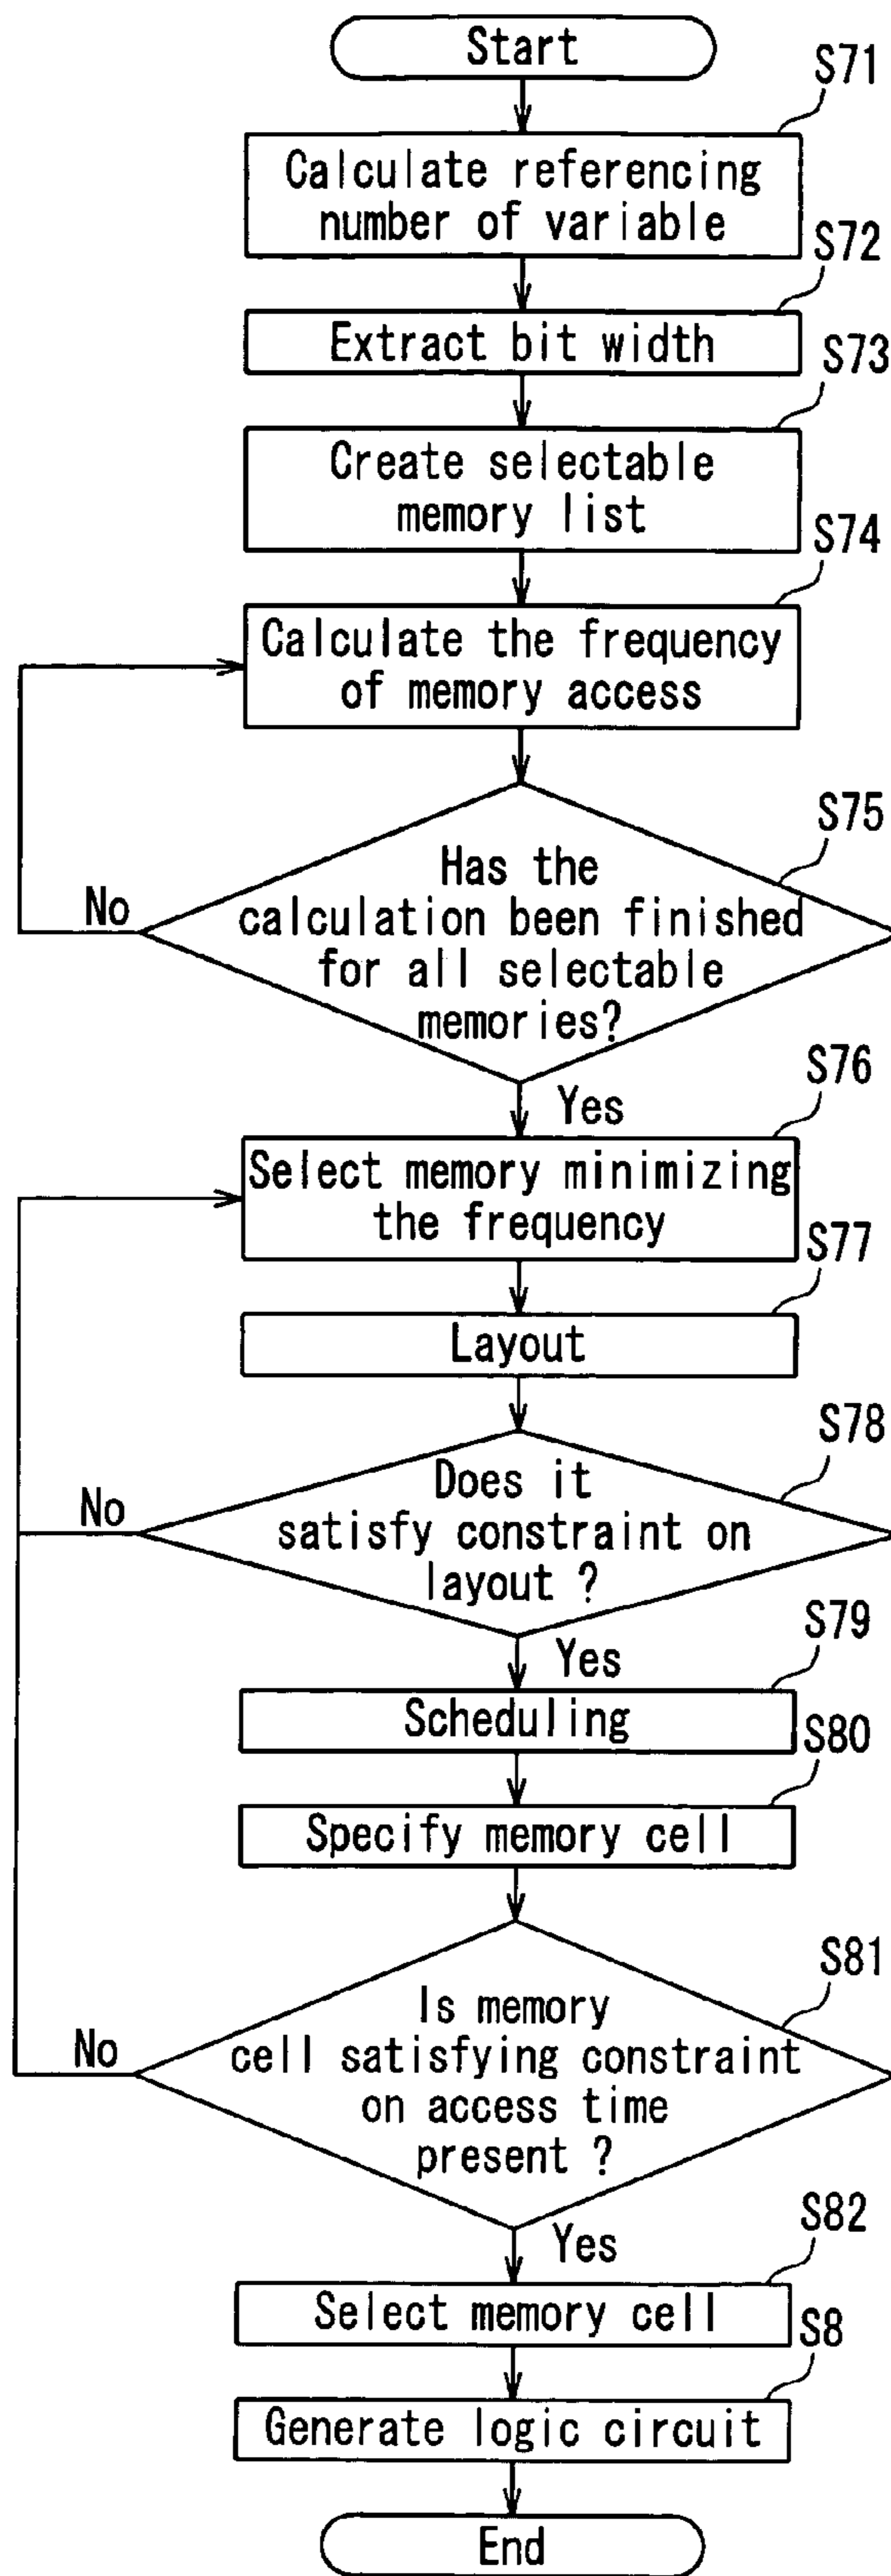 Start
S71
Calculate referencing
number of variable
S72
Extract bit width
S73
Create selectable
memory list
S74
Calculate the frequency
of memory access
S75
Has the
calculation been finished
for all selectable
memories?
No
Yes
S76
Select memory minimizing
the frequency
S77
Layout
S78
Does it
satisfy constraint on
layout ?
No
Yes
S79
Scheduling
S80
Specify memory cell
S81
Is memory
cell satisfying constraint
on access time
present ?
No
Yes
S82
Select memory cell
S8
Generate logic circuit
End